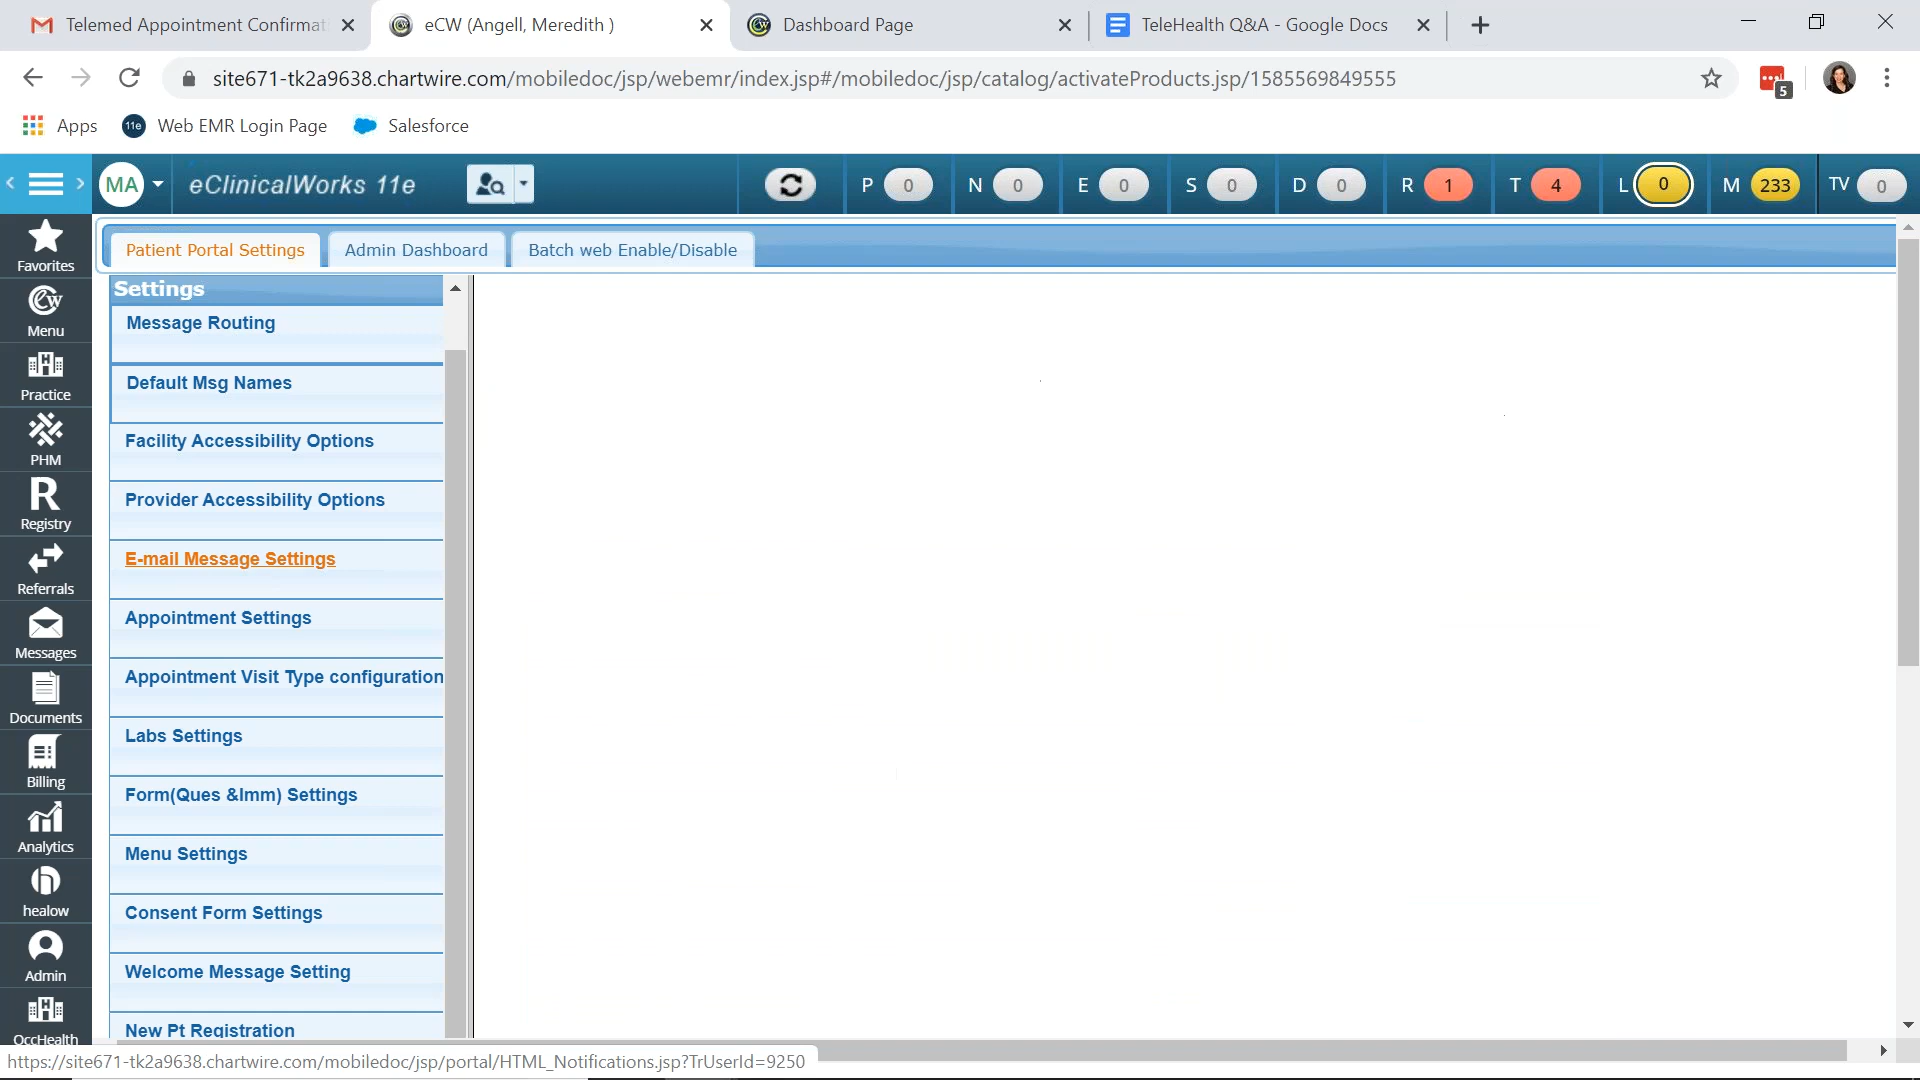 Telemed Appointment Confirmati
eCW (Angell, Meredith )
Dashboard Page
TeleHealth Q&A - Google Docs
site671-tk2a9638.chartwire.com/mobiledoc/jsp/webemr/index.jsp#/mobiledoc/jsp/catalog/activateProducts.jsp/1585569849555
5
Apps
11e
Web EMR Login Page
Salesforce
MA
eClinicalWorks 11e
P 0
N 0
E 0
S 0
D 0
R 1
T 4
L 0
M 233
TV 0
Patient Portal Settings
Admin Dashboard
Batch web Enable/Disable
Favorites
Menu
Practice
PHM
R
Registry
Referrals
Messages
Documents
Billing
Analytics
healow
Admin
OccHealth
Settings
Message Routing
Default Msg Names
Facility Accessibility Options
Provider Accessibility Options
E-mail Message Settings
Appointment Settings
Appointment Visit Type configuration
Labs Settings
Form(Ques &Imm) Settings
Menu Settings
Consent Form Settings
Welcome Message Setting
New Pt Registration
https://site671-tk2a9638.chartwire.com/mobiledoc/jsp/portal/HTML_Notifications.jsp?TrUserId=9250